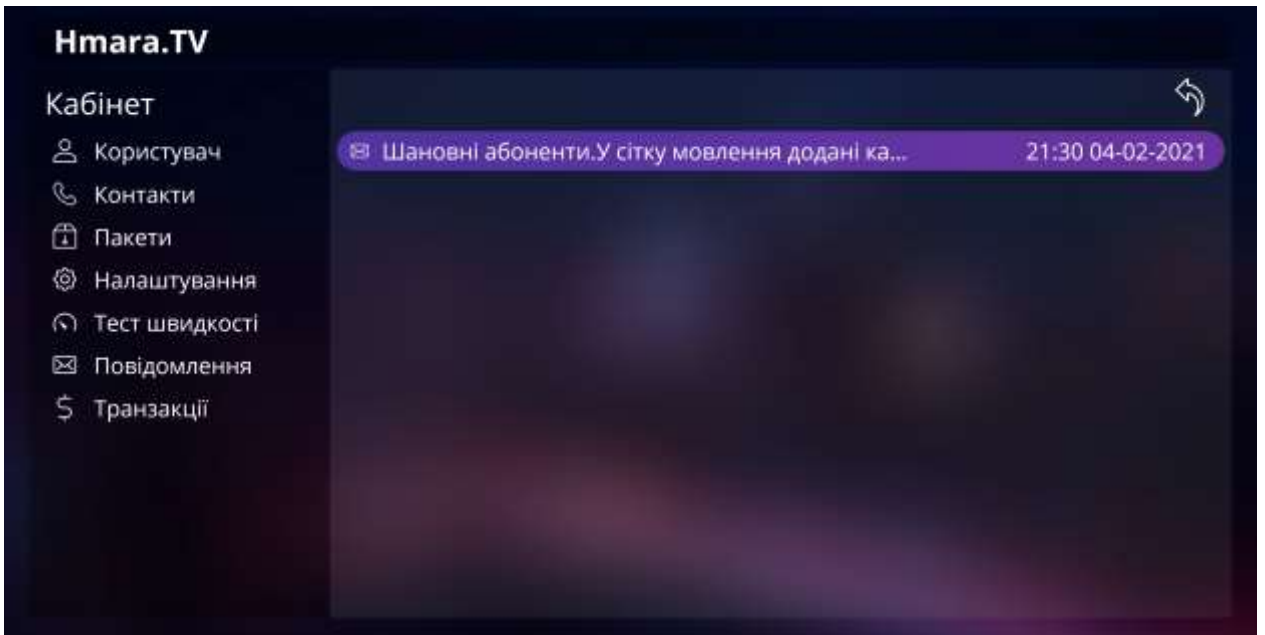 Hmara.TV
Кабінет
Користувач
Контакти
Пакети
Налаштування
Тест швидкості
Повідомлення
Транзакції
Шановні абоненти.У сітку мовлення додані ка... 21:30 04-02-2021